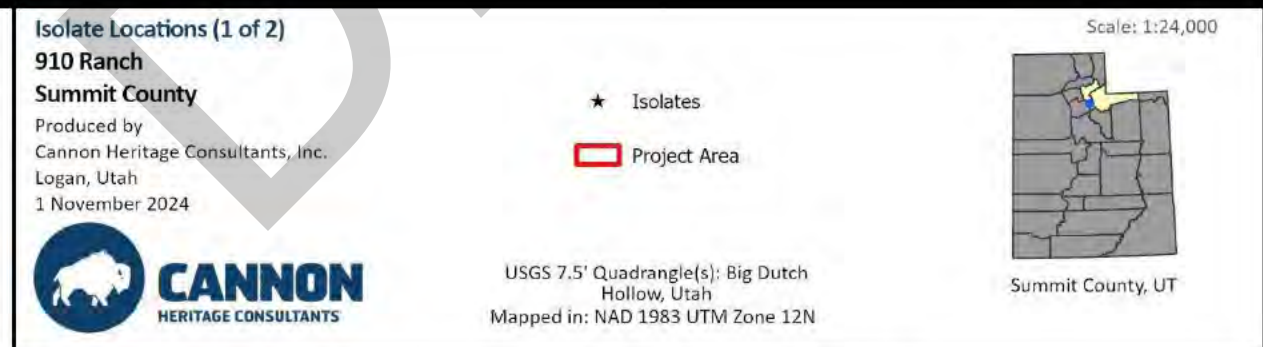 Isolate Locations (1 of 2)
910 Ranch
Summit County
Produced by
Cannon Heritage Consultants, Inc.
Logan, Utah
1 November 2024
CANNON
HERITAGE CONSULTANTS
Isolates
Project Area
USGS 7.5' Quadrangle(s): Big Dutch
Hollow, Utah
Mapped in: NAD 1983 UTM Zone 12N
Scale: 1:24,000
Summit County, UT